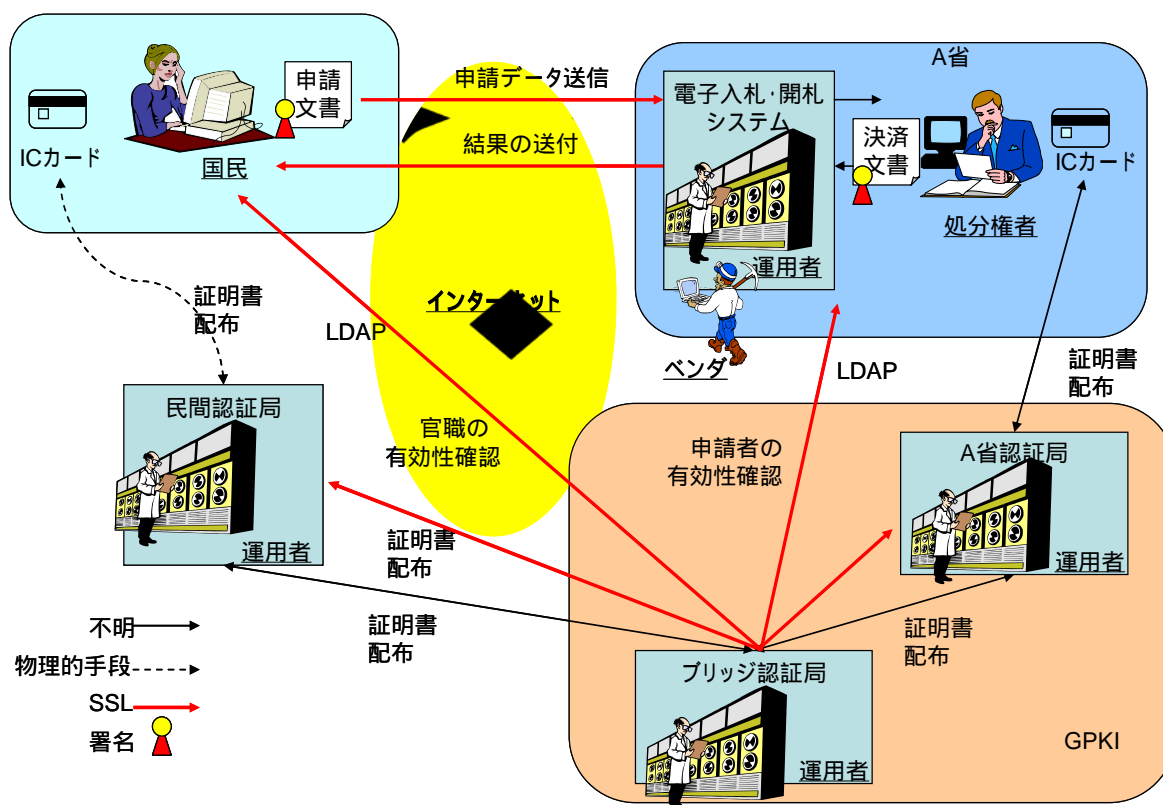 A省
申請
文書
ICカード
国民
申請データ送信
結果の送付
電子入札・開札
システム
運用者
決済
文書
ICカード
処分権者
ベンダ
証明書
配布
LDAP
LDAP
証明書
配布
民間認証局
運用者
官職の
有効性確認
申請者の
有効性確認
A省認証局
運用者
証明書
配布
証明書
配布
証明書
配布
ブリッジ認証局
運用者
GPKI
不明
物理的手段
SSL
署名